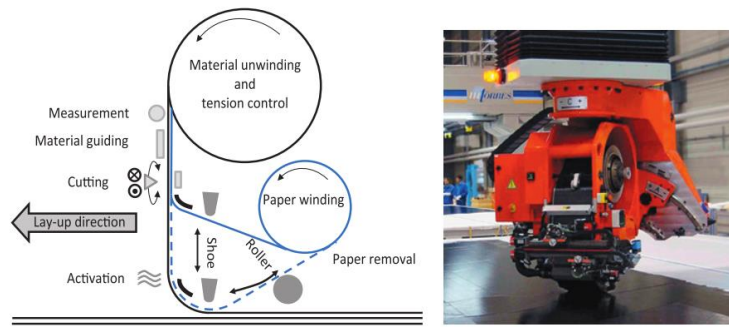 Material unwinding
and
tension control
Measurement
Material guiding
Cutting
Paper winding
Lay-up direction
Shoe
Roller
Paper removal
Activation
TORRES
C